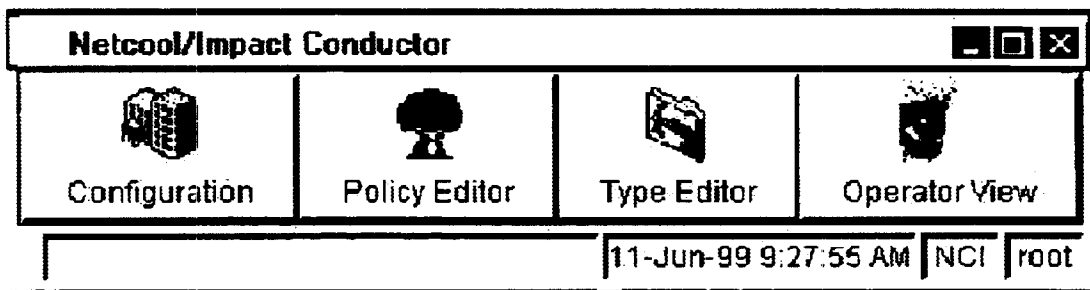 Netcool/Impact Conductor
Configuration Policy Editor Type Editor Operator View
11-Jun-99 9:27:55 AM NCI root